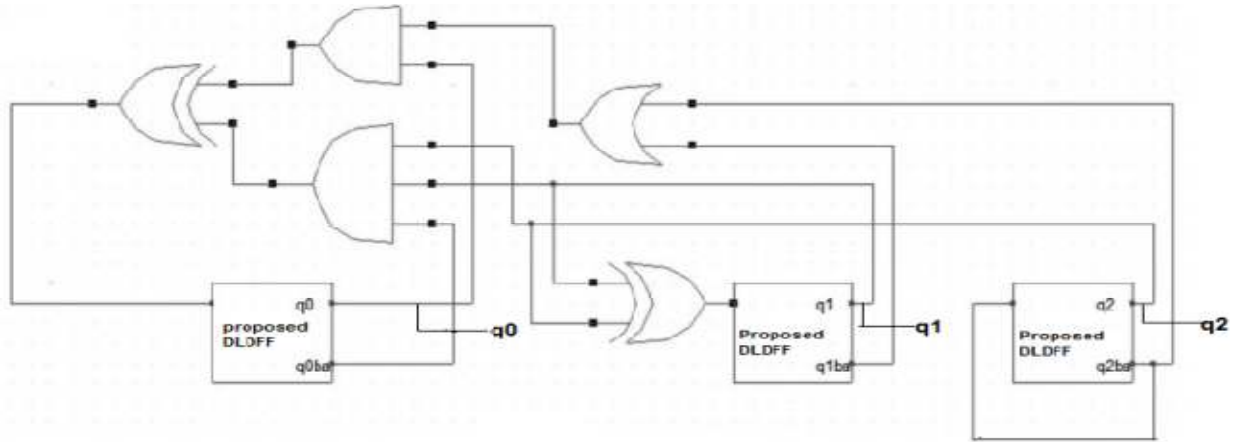 q0
proposed
DLDFF
q0ba
q0
q1
Proposed
DLDFF
q1ba
q1
q2
Proposed
DLDFF
q2ba
q2